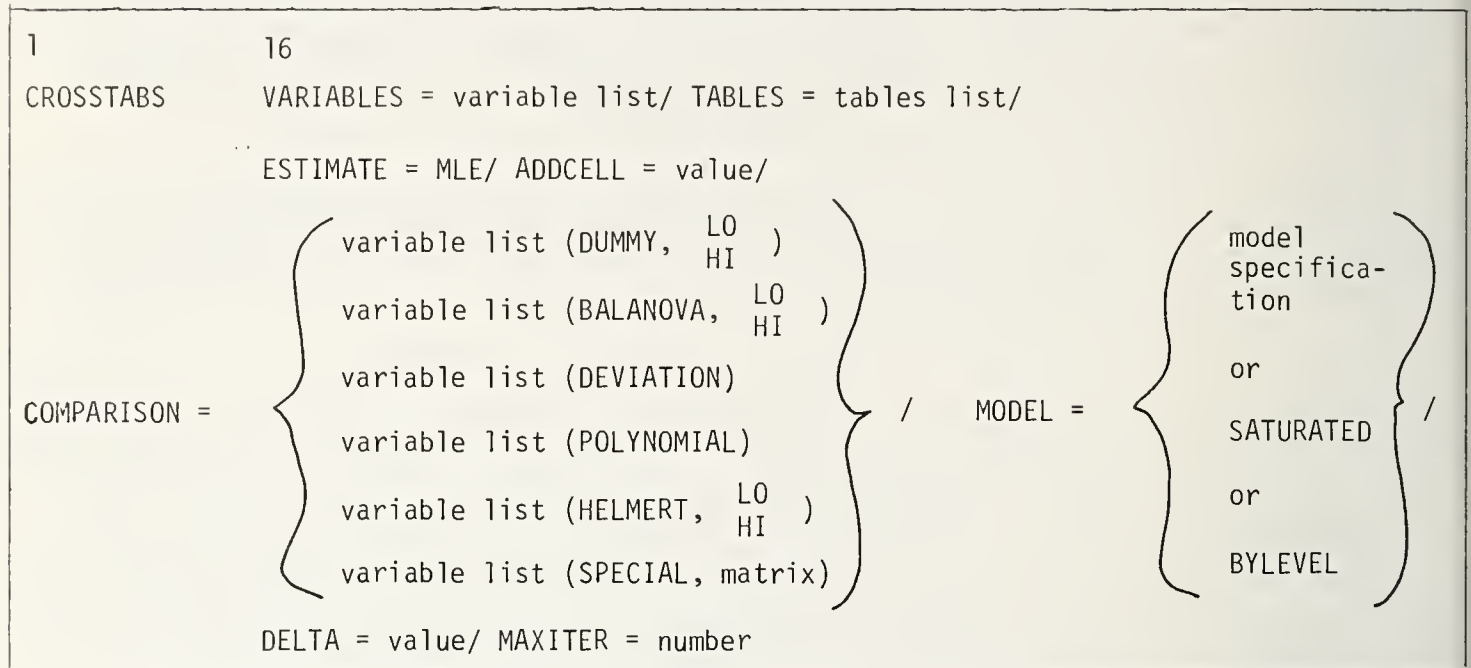 1 16
CROSSTABS VARIABLES = variable list/ TABLES = tables list/
ESTIMATE = MLE/ ADDCELL = value/
COMPARISON =
variable list (DUMMY, LO
HI )
variable list (BALANOVA, LO
HI )
variable list (DEVIATION)
variable list (POLYNOMIAL)
variable list (HELMERT, LO
HI )
variable list (SPECIAL, matrix)
/ MODEL =
model
specifica-
tion
or
SATURATED
or
BYLEVEL
/
DELTA = value/ MAXITER = number